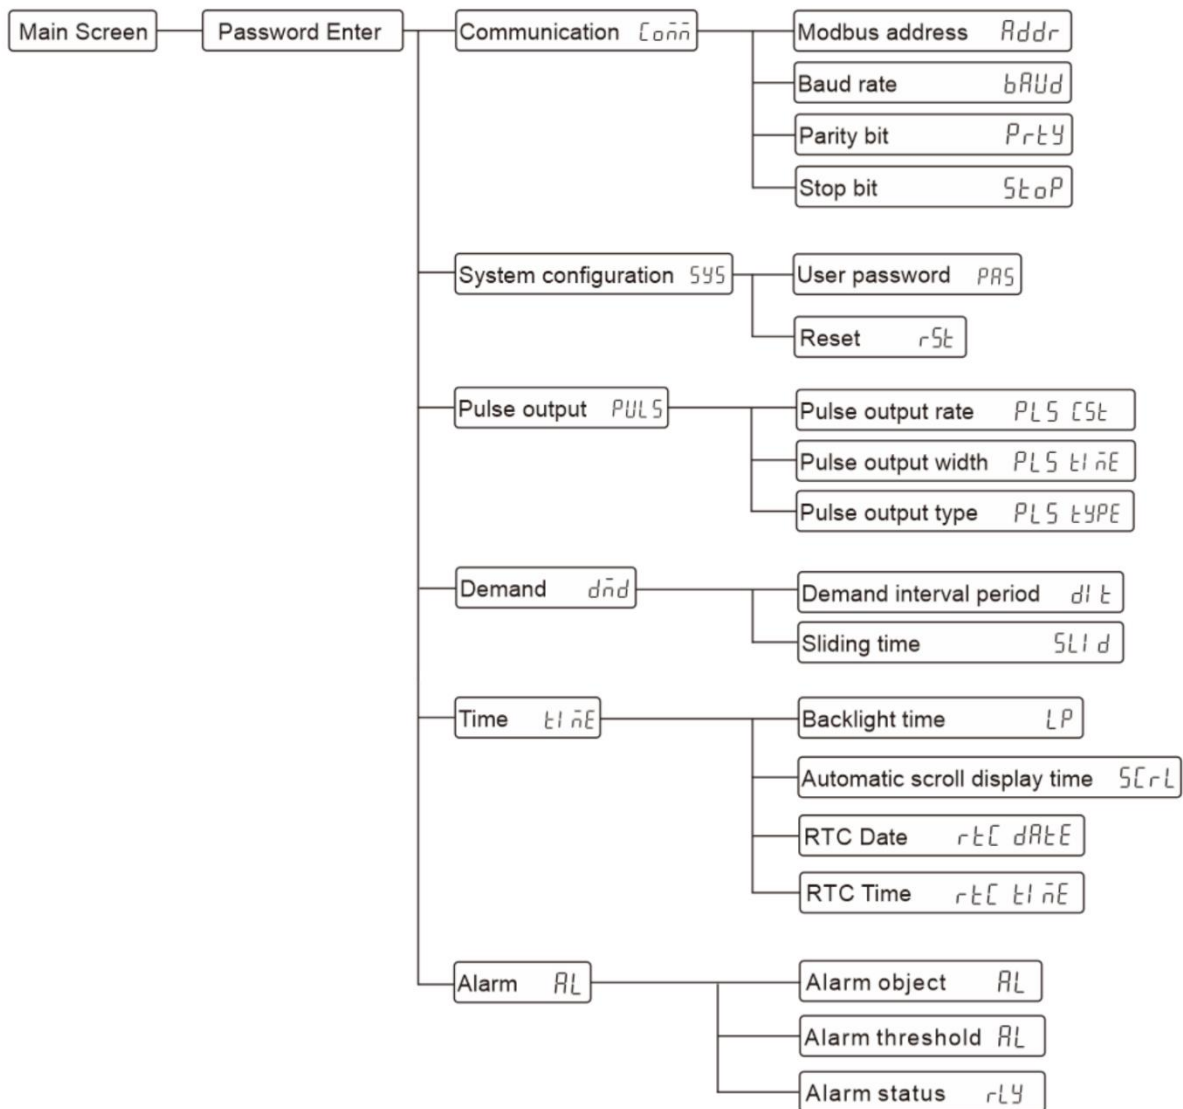 Main Screen Password Enter Communication Conn Modbus address Addr
Baud rate bAUd
Parity bit PrtY
Stop bit StoP
System configuration SYS User password PAS
Reset rSt
Pulse output PULS Pulse output rate PLS CSt
Pulse output width PLS tImE
Pulse output type PLS tYPE
Demand dmd Demand interval period dIt
Sliding time SLId
Time tImE Backlight time LP
Automatic scroll display time SCrL
RTC Date rtC dAtE
RTC Time rtC tImE
Alarm AL Alarm object AL
Alarm threshold AL
Alarm status rLY